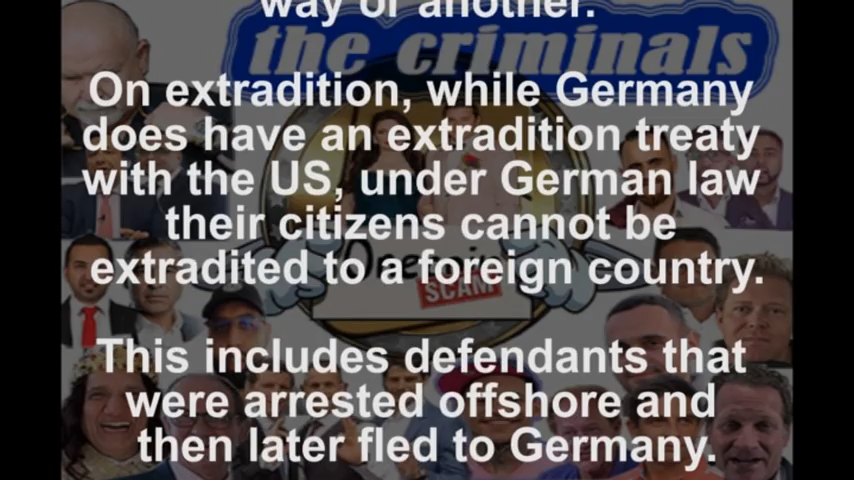 way or another.
the criminals
On extradition, while Germany
does have an extradition treaty
with the US, under German law
their citizens cannot be
extradited to a foreign country.
SCAM
This includes defendants that
were arrested offshore and
then later fled to Germany.